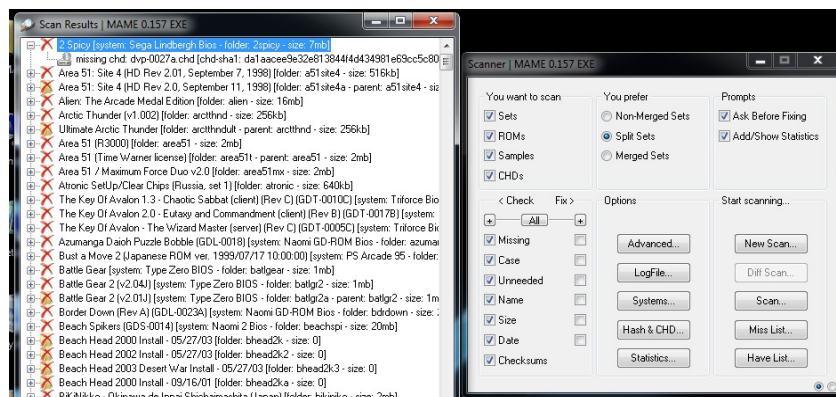 Scan Results | MAME 0.157 EXE
2 Spicy [system: Sega Lindbergh Bios - folder: 2spicy - size: 7mb]
missing chd: dvp-0027a.chd [chd-sha1: da1aacee9e32e813844f4d434981e69cc5c80
Area 51: Site 4 (HD Rev 2.01, September 7, 1998) [folder: a51site4 - size: 516kb]
Area 51: Site 4 (HD Rev 2.0, September 11, 1998) [folder: a51site4a - parent: a51site4 - siz
Alien: The Arcade Medal Edition [folder: alien - size: 16mb]
Arctic Thunder (v1.002) [folder: arctthnd - size: 256kb]
Ultimate Arctic Thunder [folder: arctthndult - parent: arctthnd - size: 256kb]
Area 51 (R3000) [folder: area51 - size: 2mb]
Area 51 (Time Warner license) [folder: area51t - parent: area51 - size: 2mb]
Area 51 / Maximum Force Duo v2.0 [folder: area51mx - size: 2mb]
Atronic SetUp/Clear Chips (Russia, set 1) [folder: atronic - size: 640kb]
The Key Of Avalon 1.3 - Chaotic Sabbat (client) (Rev C) (GDT-0010C) [system: Triforce Bio
The Key Of Avalon 2.0 - Eutaxy and Commandment (client) (Rev B) (GDT-0017B) [system:
The Key Of Avalon - The Wizard Master (server) (Rev C) (GDT-0005C) [system: Triforce Bi
Azumanga Daioh Puzzle Bobble (GDL-0018) [system: Naomi GD-ROM Bios - folder: azumar
Bust a Move 2 (Japanese ROM ver. 1999/07/17 10:00:00) [system: PS Arcade 95 - folder:
Battle Gear [system: Type Zero BIOS - folder: batlgear - size: 1mb]
Battle Gear 2 (v2.04J) [system: Type Zero BIOS - folder: batlgr2 - size: 1mb]
Battle Gear 2 (v2.01J) [system: Type Zero BIOS - folder: batlgr2a - parent: batlgr2 - size: 1m
Border Down (Rev A) (GDL-0023A) [system: Naomi GD-ROM Bios - folder: bdrdown - size:
Beach Spikers (GDS-0014) [system: Naomi 2 Bios - folder: beachspi - size: 20mb]
Beach Head 2000 Install - 05/27/03 [folder: bhead2k - size: 0]
Beach Head 2002 Install - 05/27/03 [folder: bhead2k2 - size: 0]
Beach Head 2003 Desert War Install - 05/27/03 [folder: bhead2k3 - size: 0]
Beach Head 2000 Install - 09/16/01 [folder: bhead2ka - size: 0]
BiKiNikko - Okinawa de Ippai Shichaimashita (Japan) [folder: bikiniko - size: 2mb]
Scanner | MAME 0.157 EXE
You want to scan
Sets
ROMs
Samples
CHDs
You prefer
Non-Merged Sets
Split Sets
Merged Sets
Prompts
Ask Before Fixing
Add/Show Statistics
< Check Fix >
All
Missing
Case
Unneeded
Name
Size
Date
Checksums
Options
Advanced...
LogFile...
Systems...
Hash & CHD...
Statistics...
Start scanning...
New Scan...
Diff Scan...
Scan...
Miss List...
Have List...